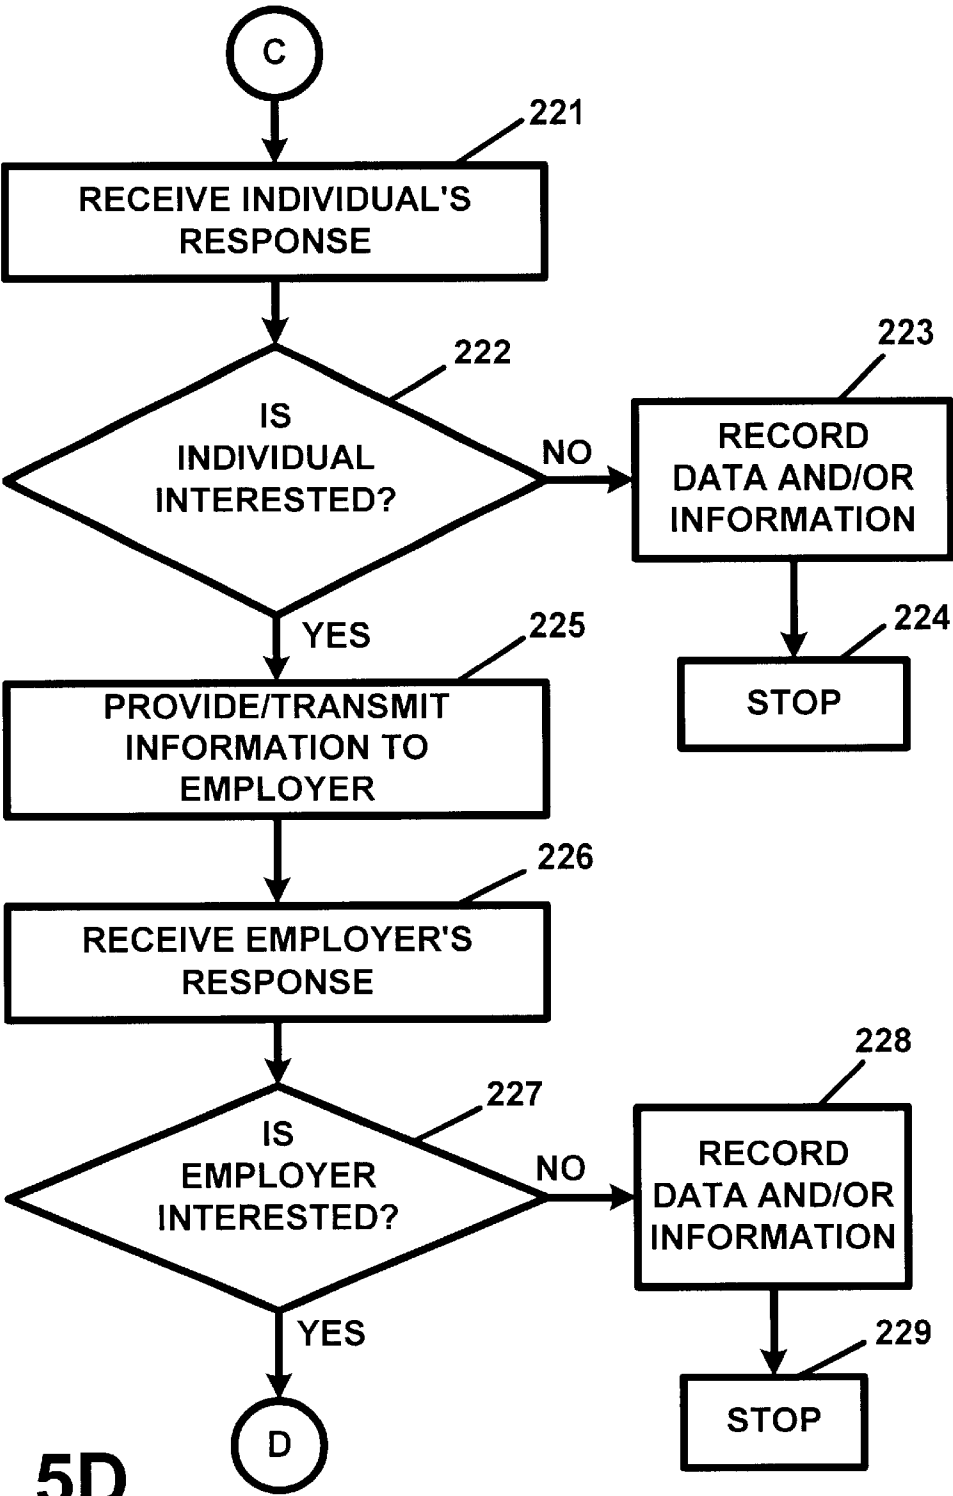 C
221
RECEIVE INDIVIDUAL'S
RESPONSE
222
IS
INDIVIDUAL
INTERESTED?
NO
223
RECORD
DATA AND/OR
INFORMATION
224
STOP
YES
225
PROVIDE/TRANSMIT
INFORMATION TO
EMPLOYER
226
RECEIVE EMPLOYER'S
RESPONSE
227
IS
EMPLOYER
INTERESTED?
NO
228
RECORD
DATA AND/OR
INFORMATION
229
STOP
YES
D
5D